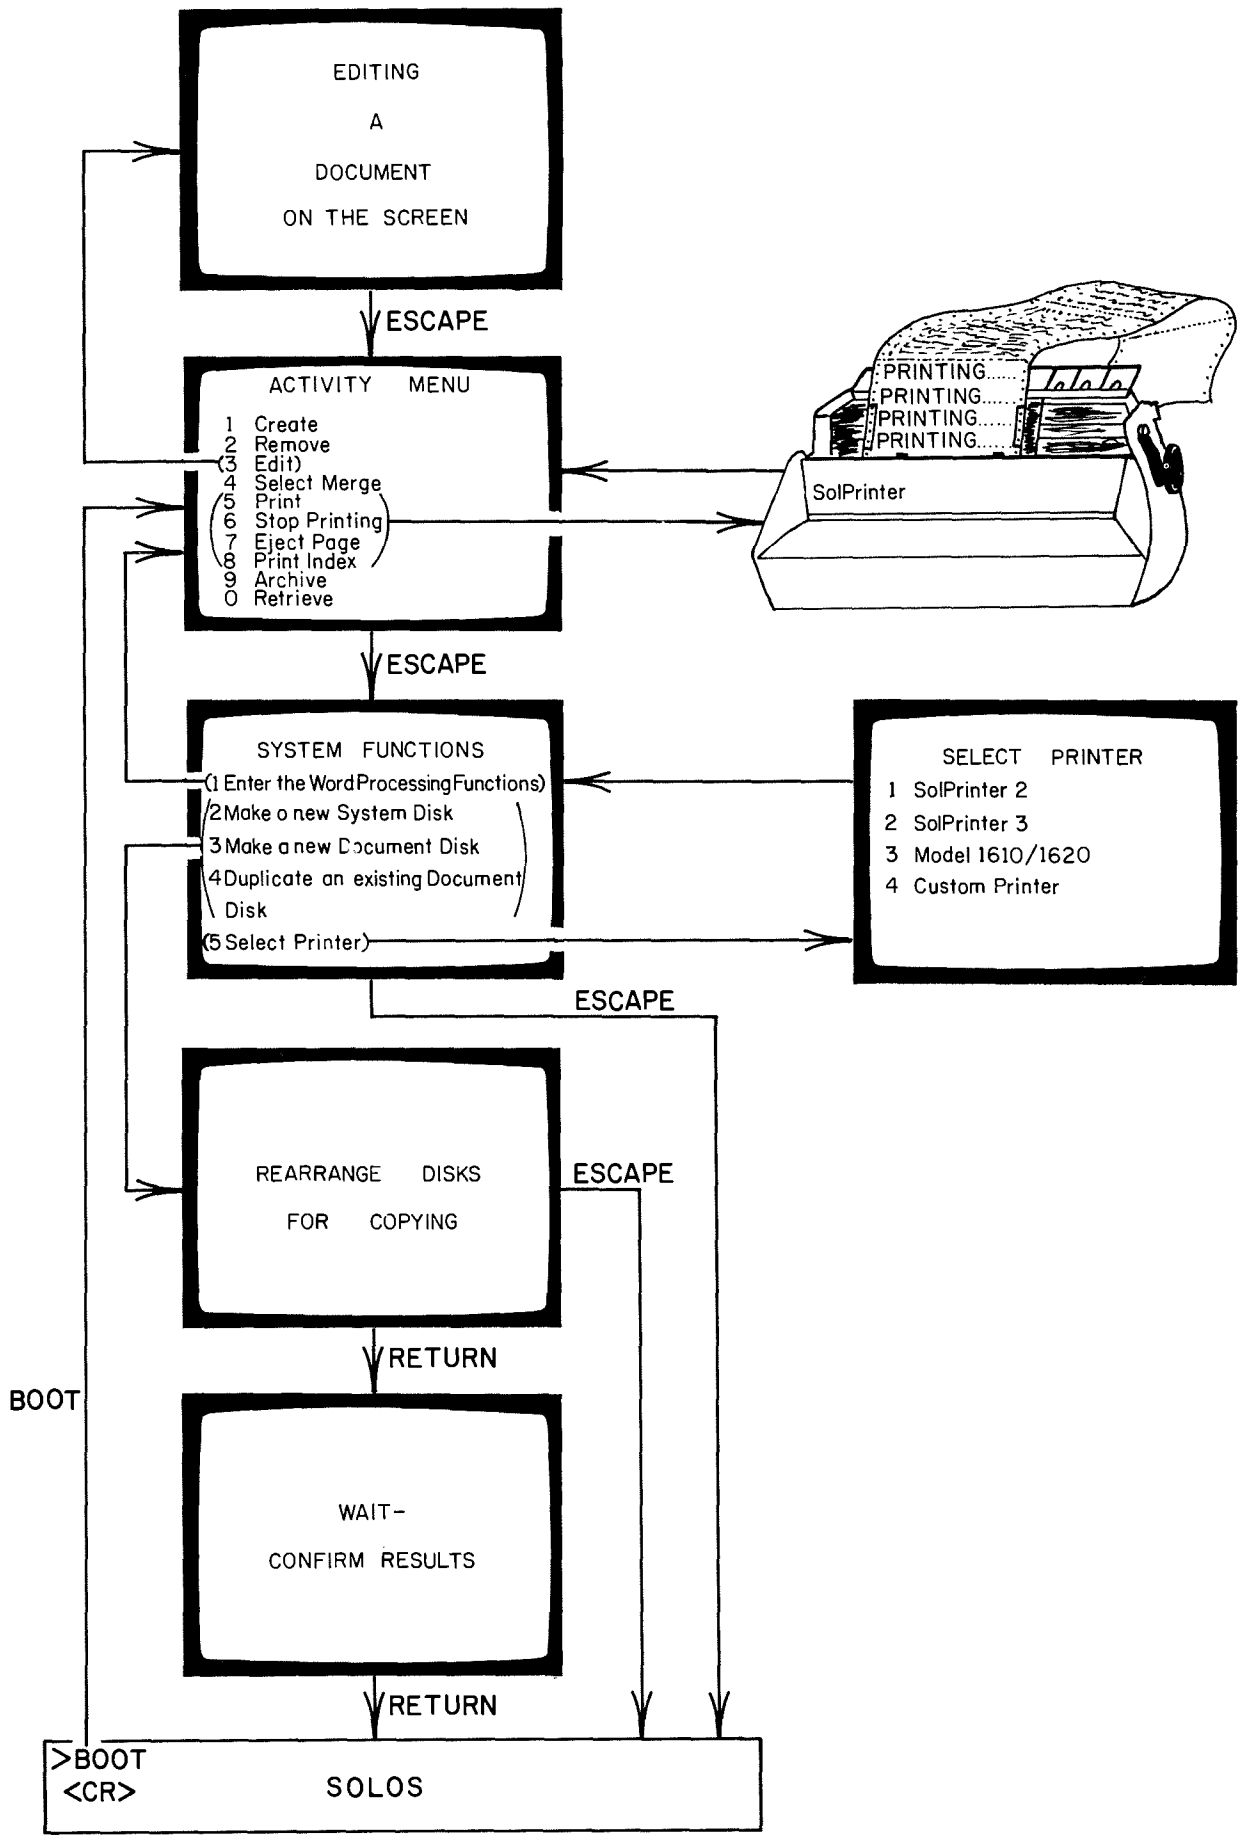 EDITING
A
DOCUMENT
ON THE SCREEN
ESCAPE
ACTIVITY MENU
1 Create
2 Remove
(3 Edit)
4 Select Merge
5 Print
6 Stop Printing
7 Eject Page
8 Print Index
9 Archive
0 Retrieve
PRINTING.....
PRINTING.....
PRINTING.....
PRINTING.....
SolPrinter
ESCAPE
SYSTEM FUNCTIONS
(1 Enter the Word Processing Functions)
2 Make a new System Disk
3 Make a new Document Disk
4 Duplicate an existing Document
Disk
(5 Select Printer)
SELECT PRINTER
1 SolPrinter 2
2 SolPrinter 3
3 Model 1610/1620
4 Custom Printer
ESCAPE
REARRANGE DISKS
FOR COPYING
ESCAPE
RETURN
BOOT
WAIT-
CONFIRM RESULTS
RETURN
>BOOT
<CR>
SOLOS